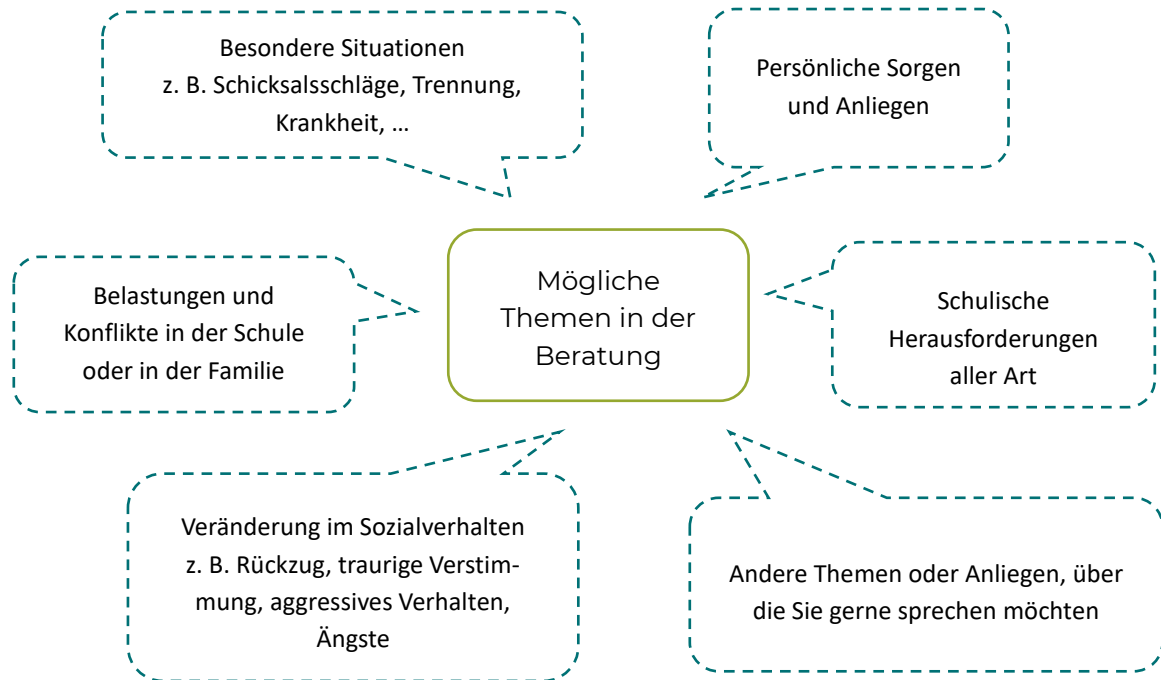 Besondere Situationen
z. B. Schicksalsschläge, Trennung,
Krankheit, ...
Persönliche Sorgen
und Anliegen
Belastungen und
Konflikte in der Schule
oder in der Familie
Mögliche
Themen in der
Beratung
Schulische
Herausforderungen
aller Art
Veränderung im Sozialverhalten
z. B. Rückzug, traurige Verstim-
mung, aggressives Verhalten,
Ängste
Andere Themen oder Anliegen, über
die Sie gerne sprechen möchten